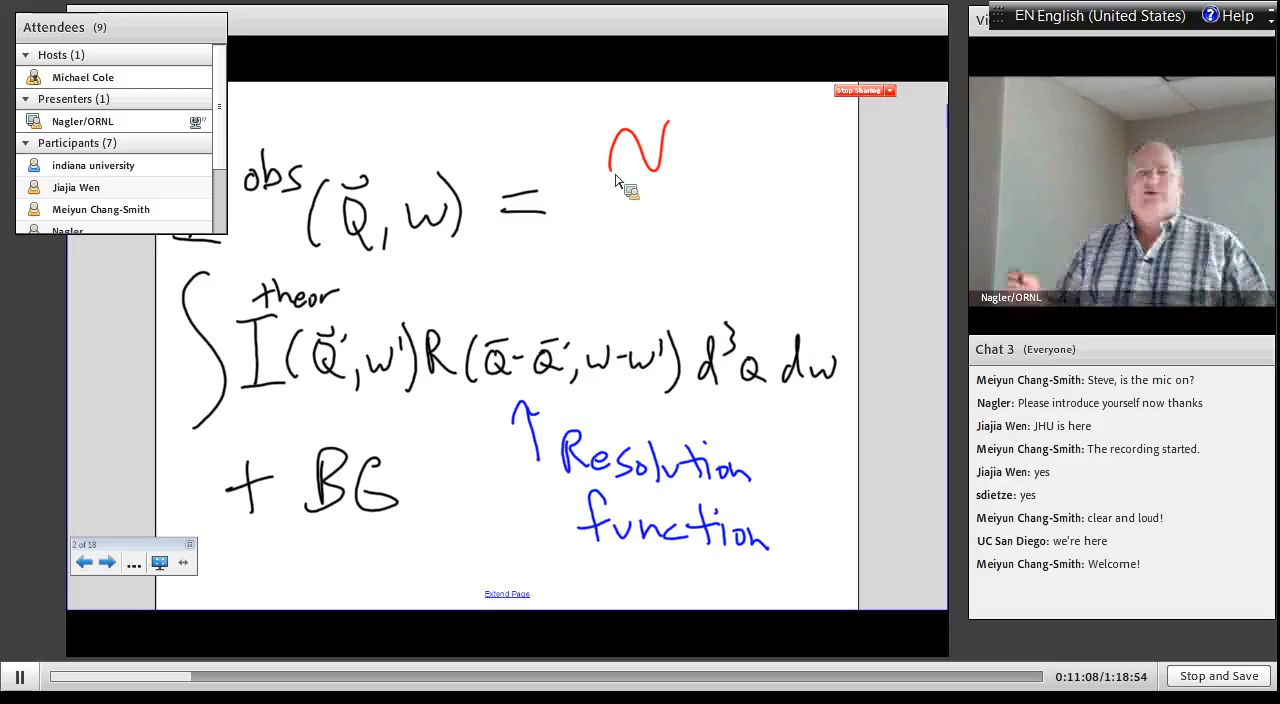 Attendees (9)
Hosts (1)
Michael Cole
Presenters (1)
Nagler/ORNL
Participants (7)
indiana university
Jiajia Wen
Meiyun Chang-Smith
Nagler
EN English (United States) Help
Stop Sharing
N
obs (Q⃗, w) =
theor
∫ I (Q⃗', w') R (Q̄ - Q̄', w - w') d³Q dw
+ BG
↑ Resolution
function
2 of 18
...
Extend Page
Nagler/ORNL
Chat 3 (Everyone)
Meiyun Chang-Smith: Steve, is the mic on?
Nagler: Please introduce yourself now thanks
Jiajia Wen: JHU is here
Meiyun Chang-Smith: The recording started.
Jiajia Wen: yes
sdietze: yes
Meiyun Chang-Smith: clear and loud!
UC San Diego: we're here
Meiyun Chang-Smith: Welcome!
0:11:08/1:18:54
Stop and Save